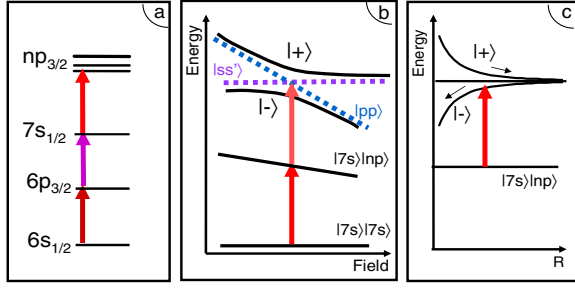 a
np3/2
7s1/2
6p3/2
6s1/2
b
Energy
|+⟩
|ss'⟩
|-⟩
|pp⟩
|7s⟩|np⟩
|7s⟩|7s⟩
Field
c
Energy
|+⟩
|-⟩
|7s⟩|np⟩
R